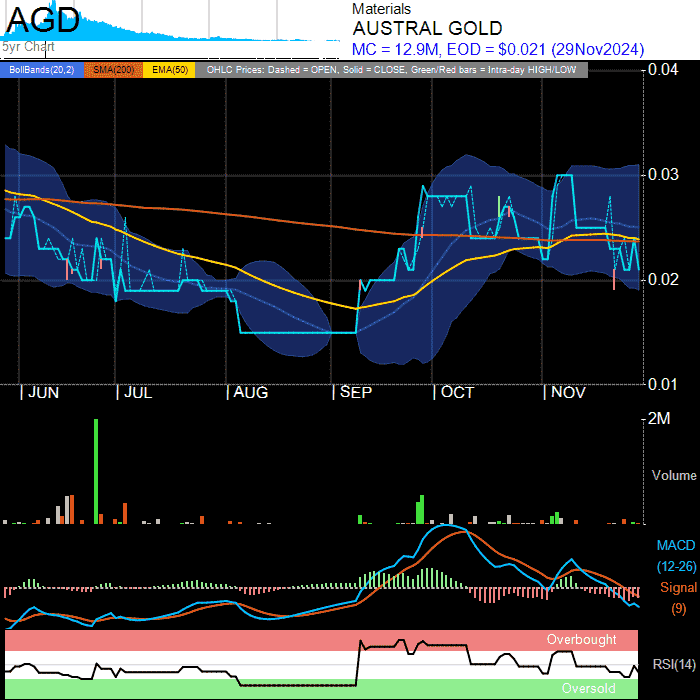 AGD
5yr Chart
Materials
AUSTRAL GOLD
MC = 12.9M, EOD = $0.021 (29Nov2024)
BollBands(20,2) SMA(200) EMA(50) OHLC Prices: Dashed = OPEN, Solid = CLOSE, Green/Red bars = Intra-day HIGH/LOW
0.04
0.03
0.02
0.01
JUN JUL AUG SEP OCT NOV
2M
Volume
MACD
(12-26)
Signal
(9)
Overbought
RSI(14)
Oversold